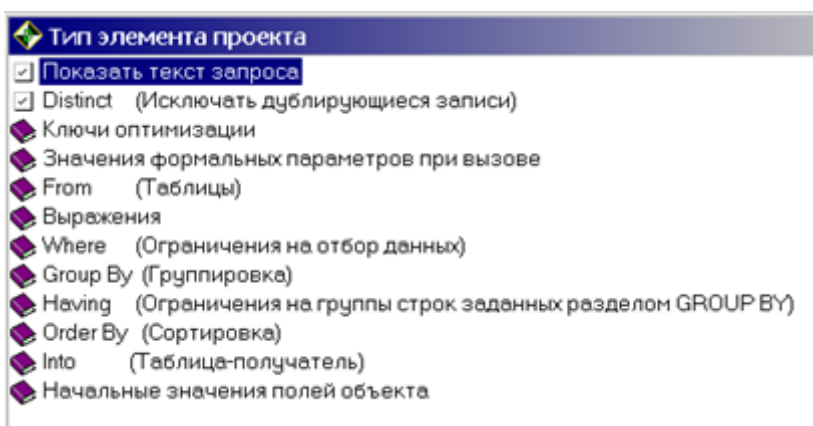 Тип элемента проекта
Показать текст запроса
Distinct (Исключать дублирующиеся записи)
Ключи оптимизации
Значения формальных параметров при вызове
From (Таблицы)
Выражения
Where (Ограничения на отбор данных)
Group By (Группировка)
Having (Ограничения на группы строк заданных разделом GROUP BY)
Order By (Сортировка)
Into (Таблица-получатель)
Начальные значения полей объекта